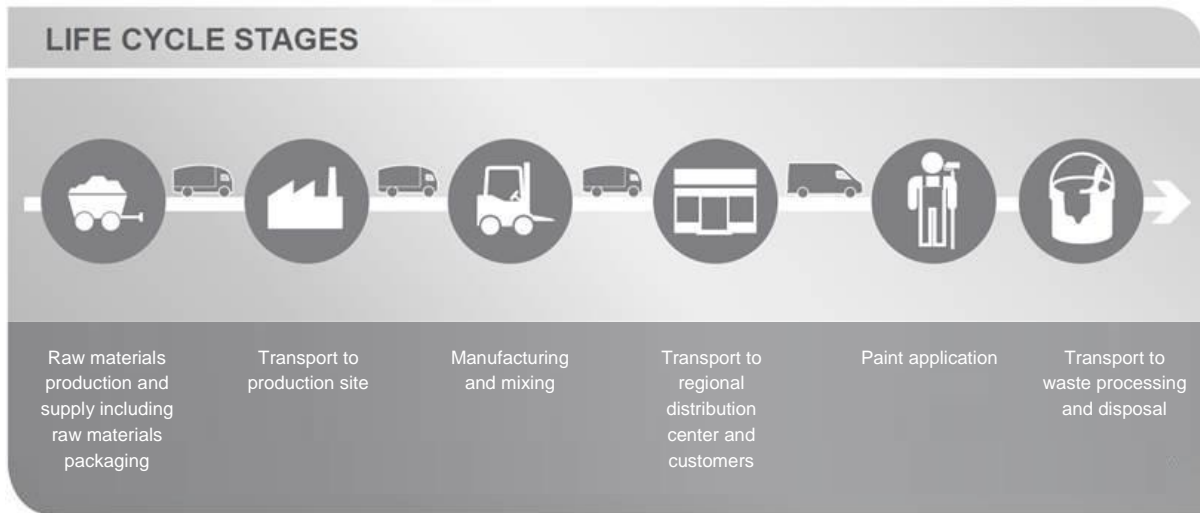 LIFE CYCLE STAGES
Raw materials
production and
supply including
raw materials
packaging
Transport to
production site
Manufacturing
and mixing
Transport to
regional
distribution
center and
customers
Paint application
Transport to
waste processing
and disposal